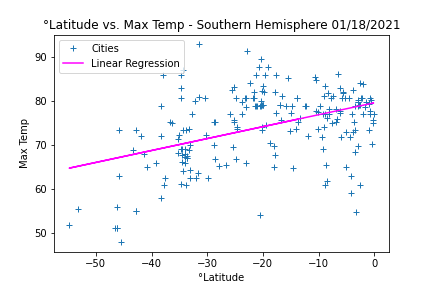 °Latitude vs. Max Temp - Southern Hemisphere 01/18/2021
Cities
Linear Regression
90
80
70
60
50
Max Temp
−50
−40
−30
−20
−10
0
°Latitude